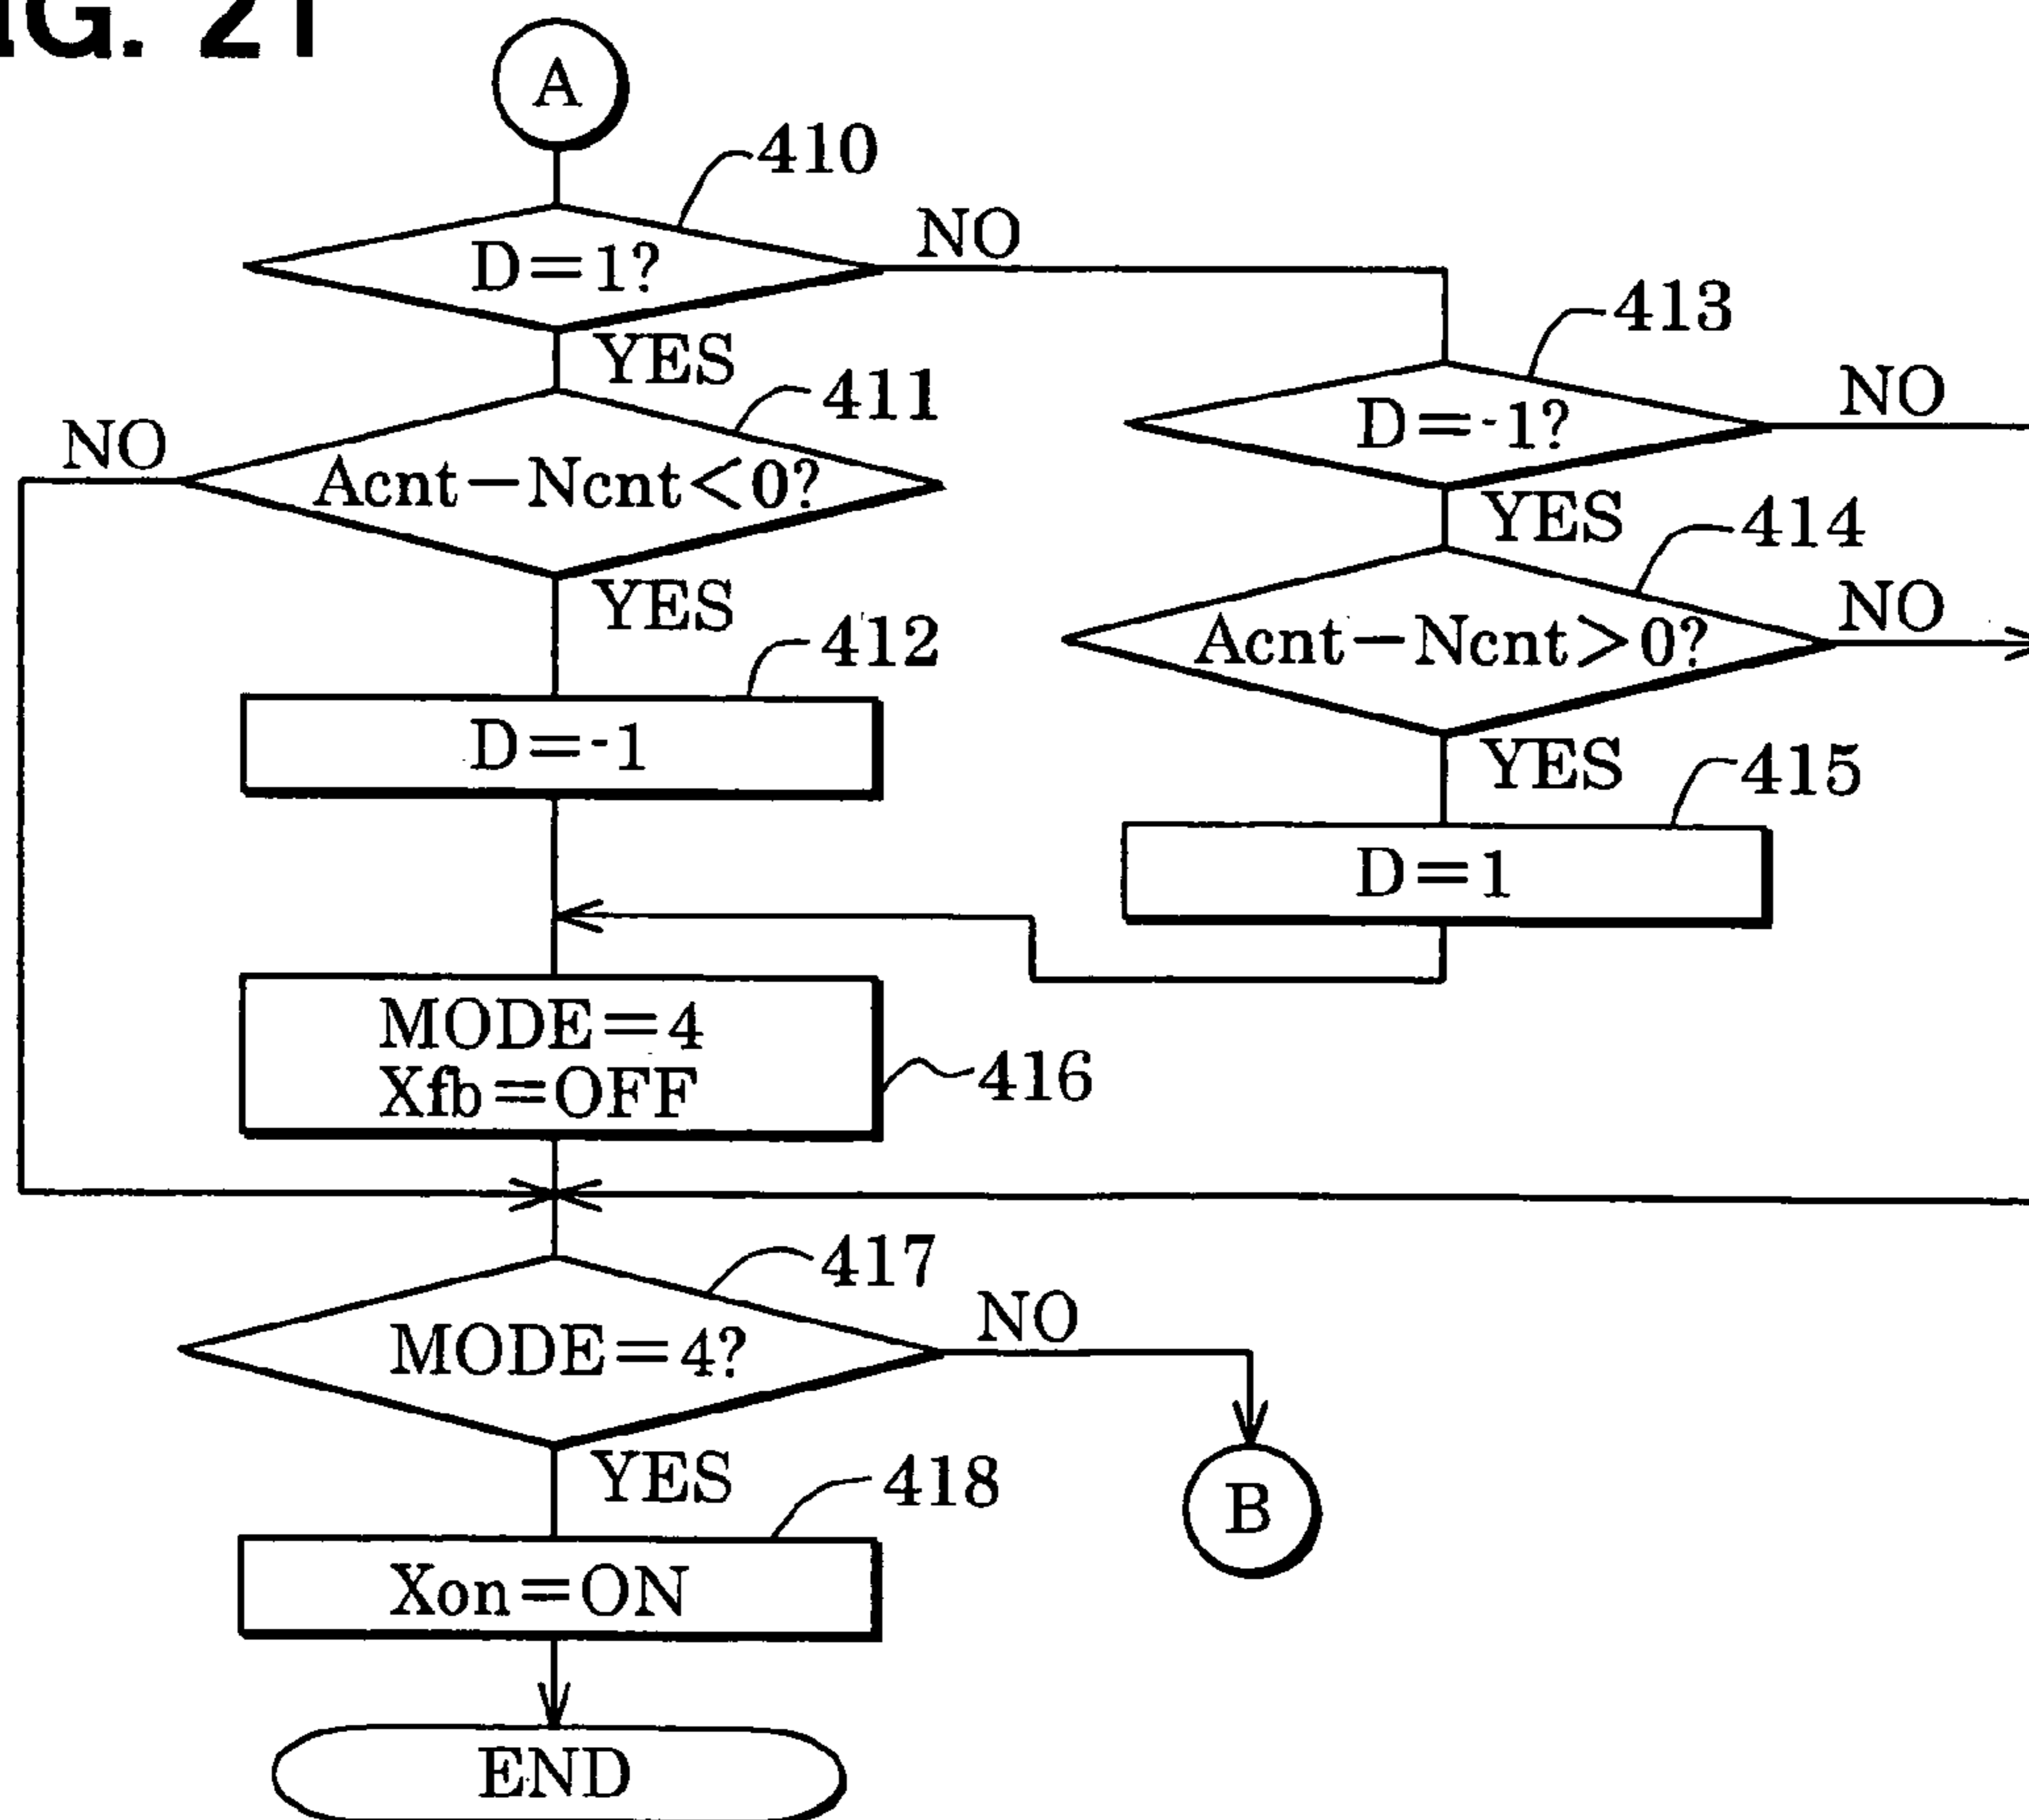 G. 21
A
410
D=1?
NO
YES
413
D=-1?
NO
411
NO
Acnt−Ncnt<0?
YES
414
YES
412
Acnt−Ncnt>0?
NO
D=-1
YES
415
D=1
MODE=4
Xfb=OFF
416
417
MODE=4?
NO
YES
418
B
Xon=ON
END